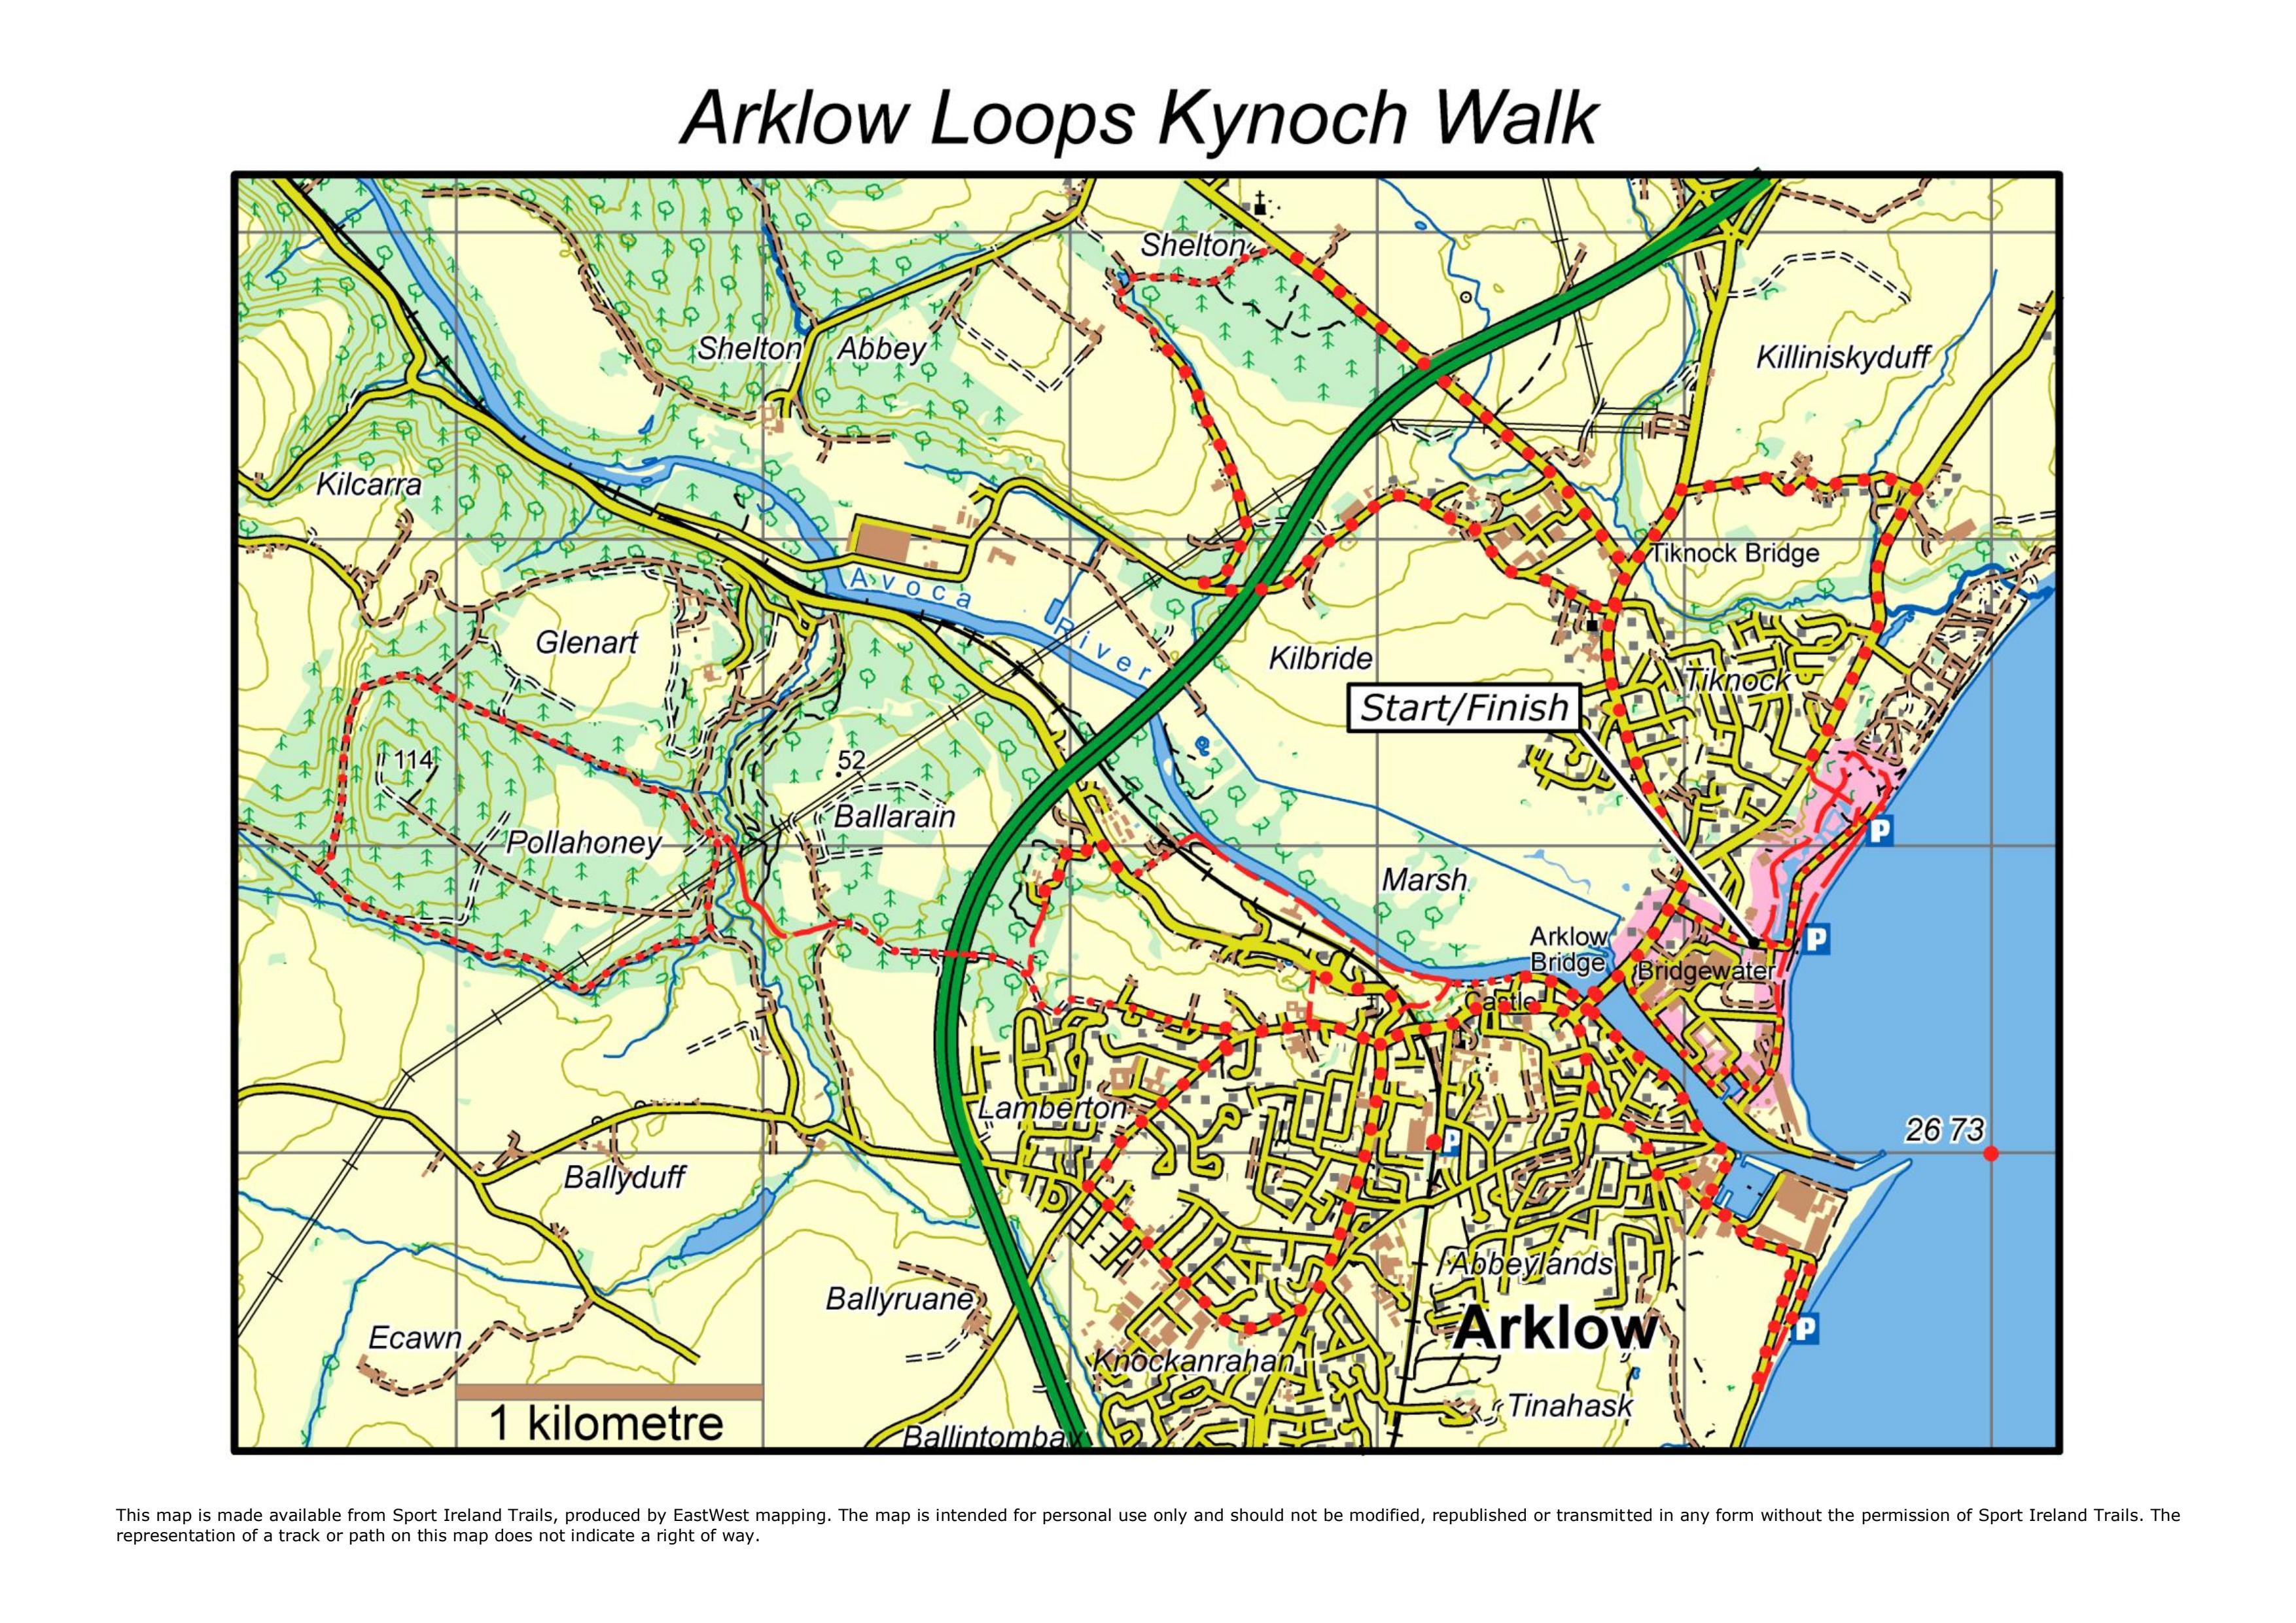 Arklow Loops Kynoch Walk
Shelton
Shelton Abbey
Killiniskyduff
Kilcarra
Tiknock Bridge
Avoca
River
Glenart
Kilbride
Tiknock
Start/Finish
114
52
Ballarain
P
Pollahoney
Marsh
Arklow
Bridge
P
Bridgewater
Castle
Lamberton
26 73
P
Ballyduff
Abbeylands
Ballyruane
Arklow
P
Ecawn
Knockanrahan
1 kilometre
Tinahask
Ballintombay
This map is made available from Sport Ireland Trails, produced by EastWest mapping. The map is intended for personal use only and should not be modified, republished or transmitted in any form without the permission of Sport Ireland Trails. The
representation of a track or path on this map does not indicate a right of way.